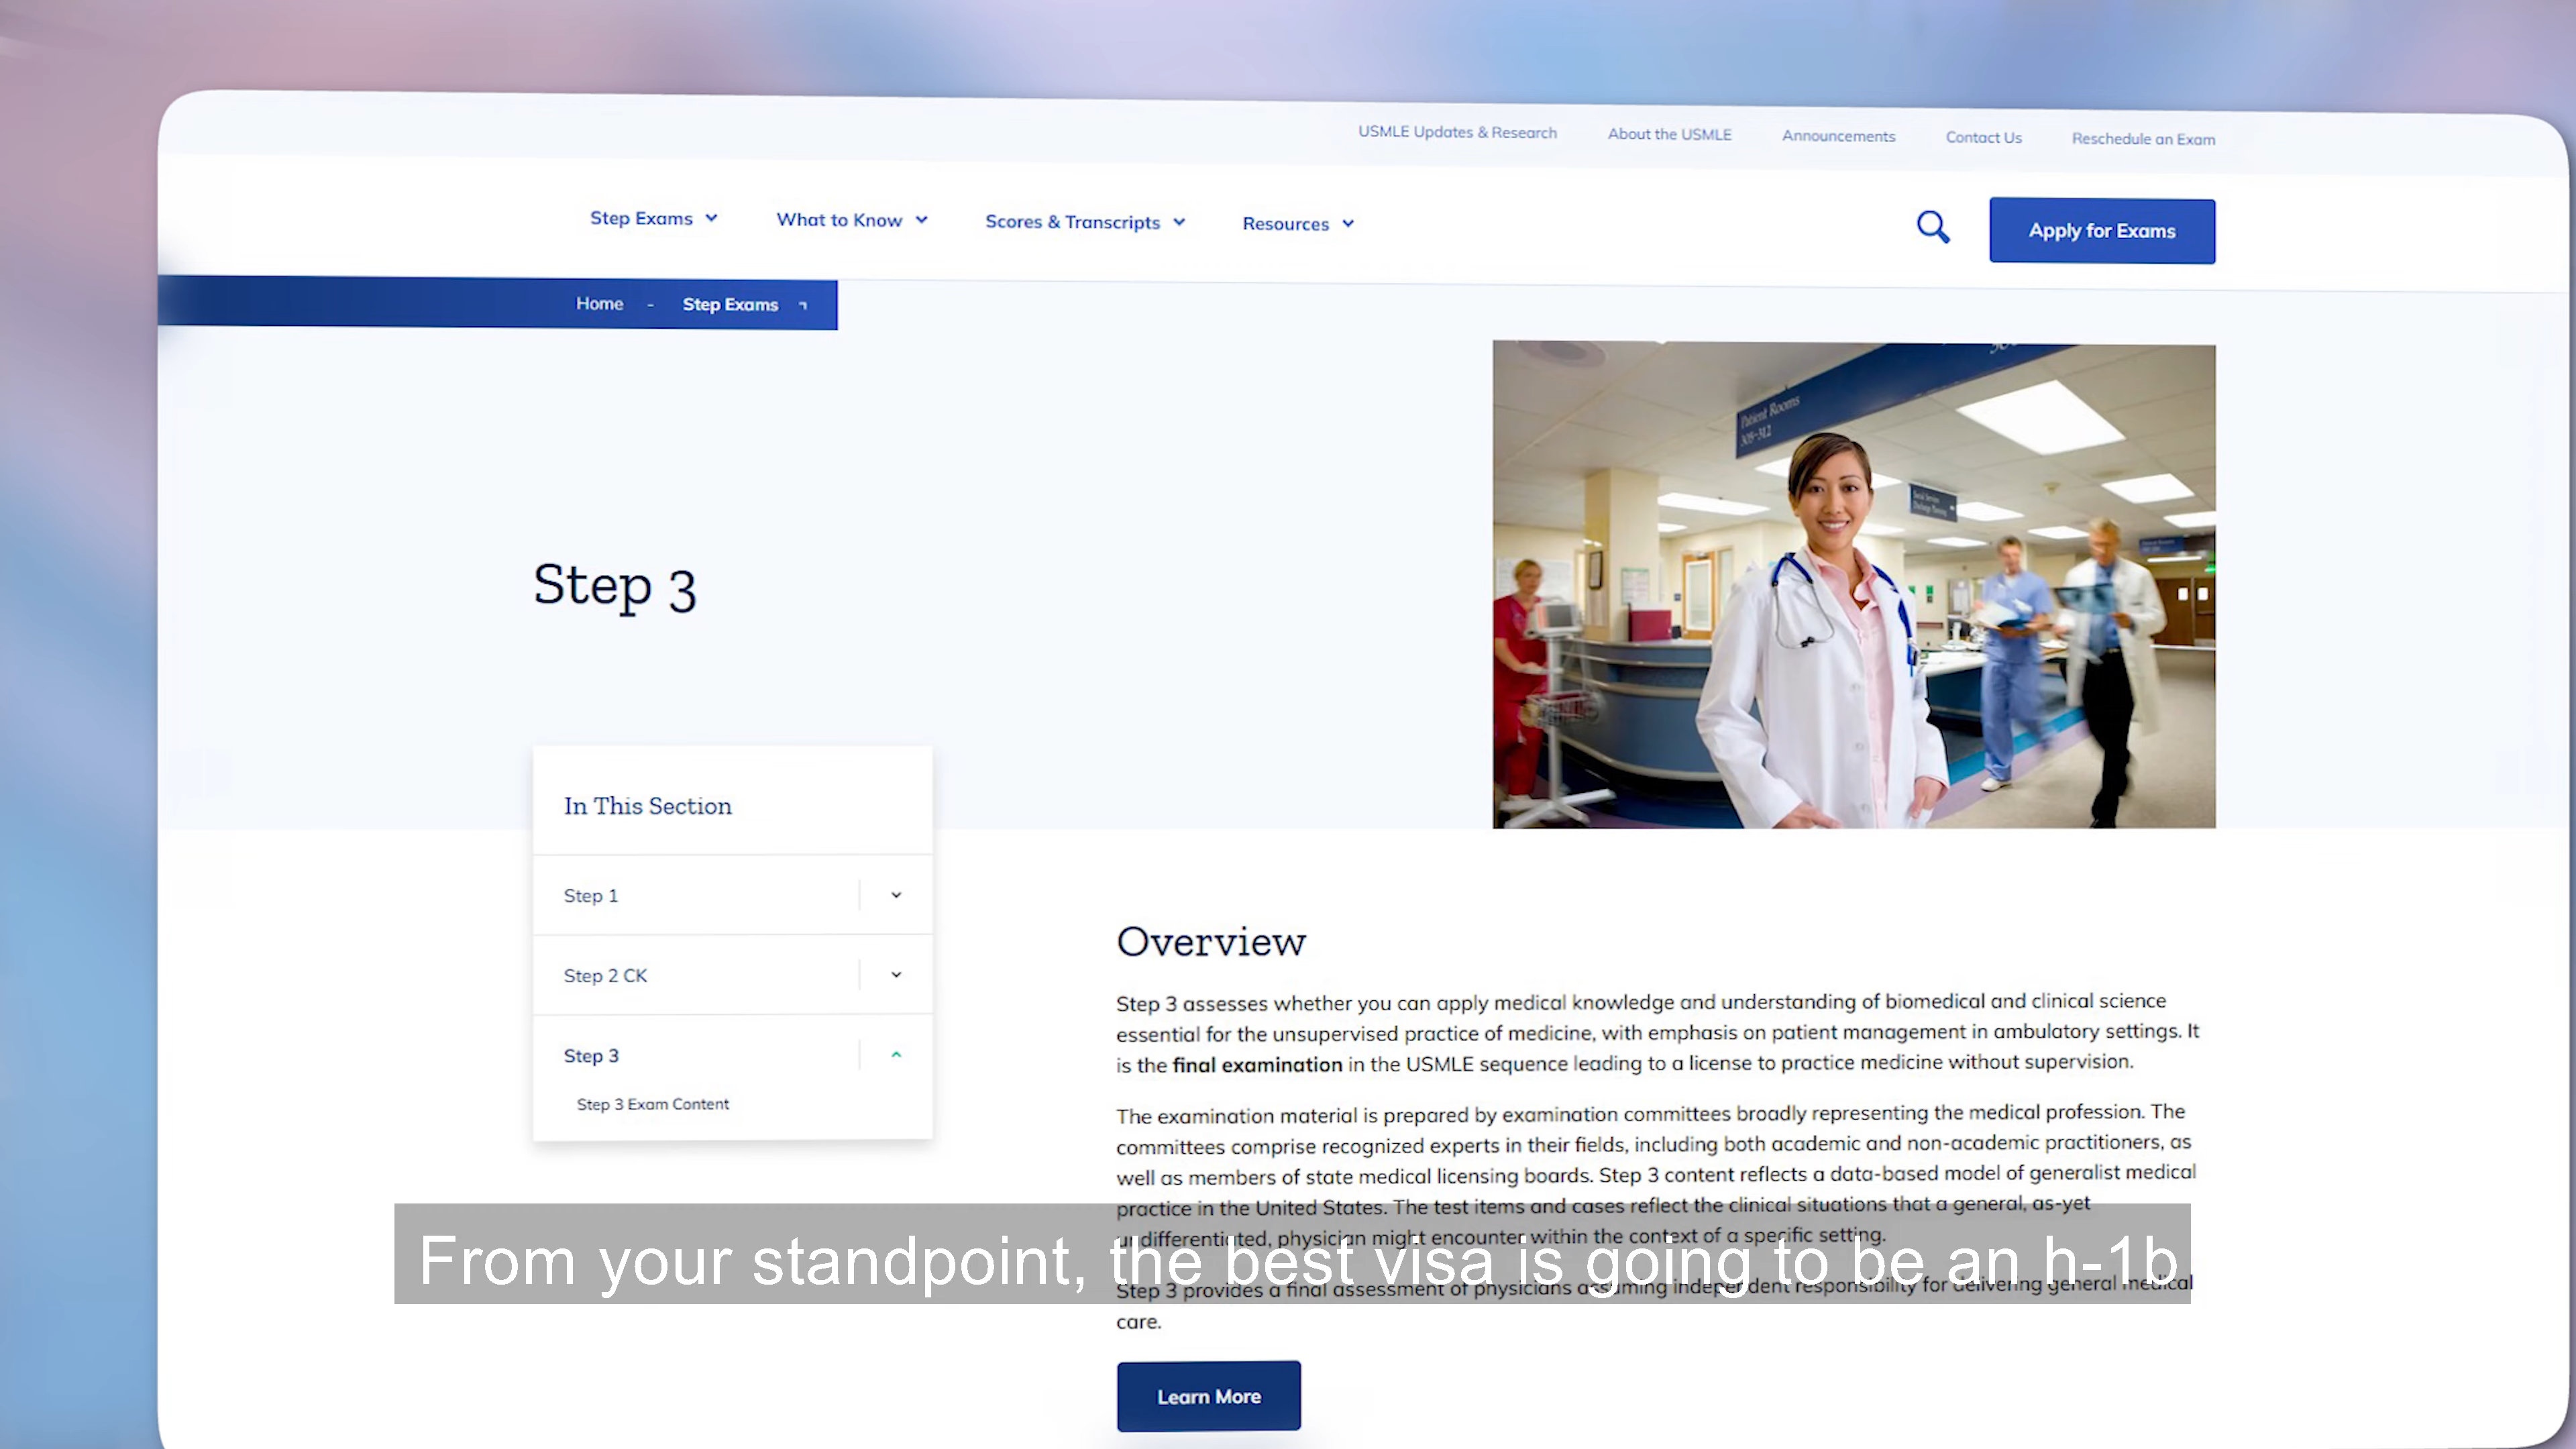 USMLE Updates & Research About the USMLE Announcements Contact Us Reschedule an Exam
Step Exams What to Know Scores & Transcripts Resources Apply for Exams
Home - Step Exams
Patient Rooms
305-312
Step 3
In This Section
Step 1
Step 2 CK
Step 3
Step 3 Exam Content
Overview
Step 3 assesses whether you can apply medical knowledge and understanding of biomedical and clinical science
essential for the unsupervised practice of medicine, with emphasis on patient management in ambulatory settings. It
is the final examination in the USMLE sequence leading to a license to practice medicine without supervision.
The examination material is prepared by examination committees broadly representing the medical profession. The
committees comprise recognized experts in their fields, including both academic and non-academic practitioners, as
well as members of state medical licensing boards. Step 3 content reflects a data-based model of generalist medical
practice in the United States. The test items and cases reflect the clinical situations that a general, as-yet
undifferentiated, physician might encounter within the context of a specific setting.
Step 3 provides a final assessment of physicians assuming independent responsibility for delivering general medical
care.
From your standpoint, the best visa is going to be an h-1b
Learn More